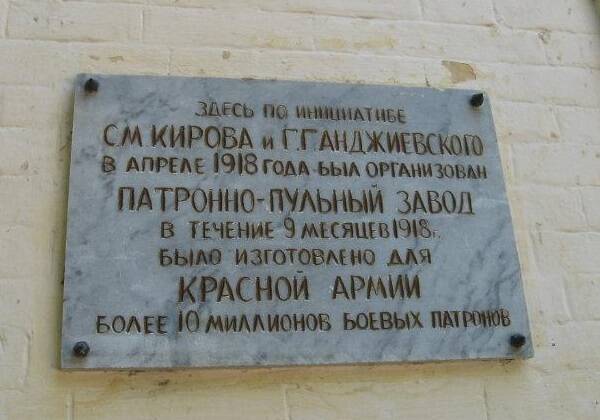 ЗДЕСЬ ПО ИНИЦИАТИВЕ
С.М.КИРОВА и Г.Г.АНДЖИЕВСКОГО
В АПРЕЛЕ 1918 ГОДА БЫЛ ОРГАНИЗОВАН
ПАТРОННО-ПУЛЬНЫЙ ЗАВОД
В ТЕЧЕНИЕ 9 МЕСЯЦЕВ 1918г.
БЫЛО ИЗГОТОВЛЕНО ДЛЯ
КРАСНОЙ АРМИИ
БОЛЕЕ 10 МИЛЛИОНОВ БОЕВЫХ ПАТРОНОВ